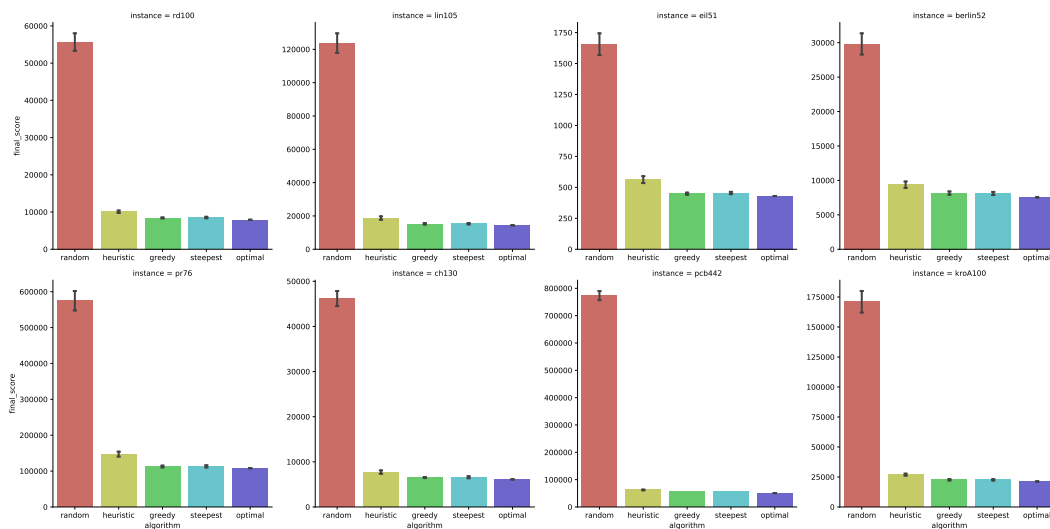 instance = rd100
instance = lin105
instance = eil51
instance = berlin52
60000
50000
40000
30000
20000
10000
0
final_score
random heuristic greedy steepest optimal
120000
100000
80000
60000
40000
20000
0
random heuristic greedy steepest optimal
1750
1500
1250
1000
750
500
250
0
random heuristic greedy steepest optimal
30000
25000
20000
15000
10000
5000
0
random heuristic greedy steepest optimal
instance = pr76
instance = ch130
instance = pcb442
instance = kroA100
600000
500000
400000
300000
200000
100000
0
final_score
random heuristic greedy steepest optimal
algorithm
50000
40000
30000
20000
10000
0
random heuristic greedy steepest optimal
algorithm
800000
700000
600000
500000
400000
300000
200000
100000
0
random heuristic greedy steepest optimal
algorithm
175000
150000
125000
100000
75000
50000
25000
0
random heuristic greedy steepest optimal
algorithm